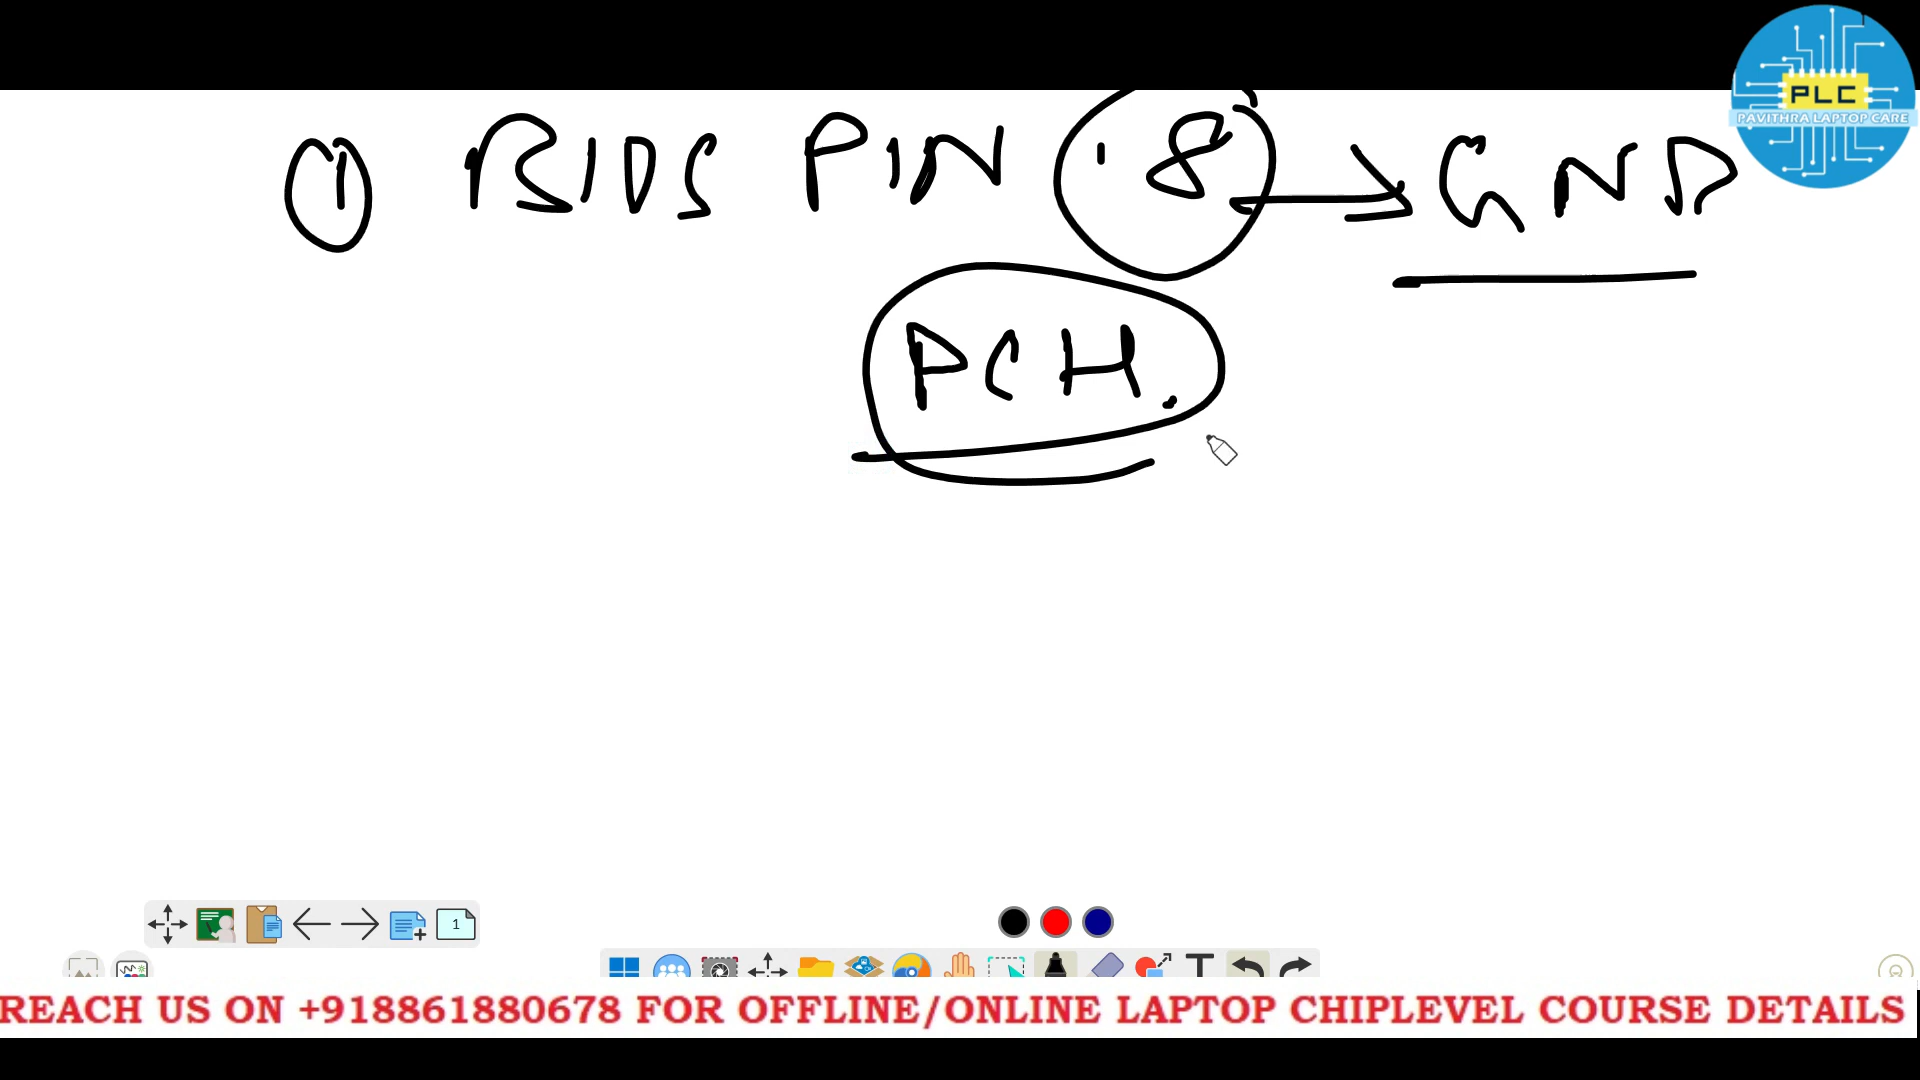 ① BIOS PIN '8' → GND
PCH.
PLC
PAVITHRA LAPTOP CARE
1
T
REACH US ON +918861880678 FOR OFFLINE/ONLINE LAPTOP CHIPLEVEL COURSE DETAILS